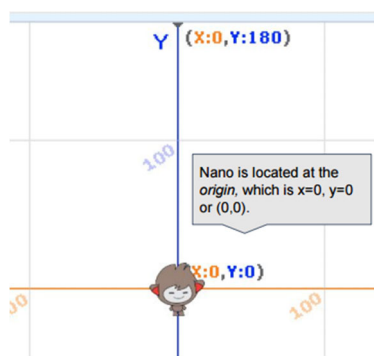 Y (X:0,Y:180)
100
Nano is located at the
origin, which is x=0, y=0
or (0,0).
X:0,Y:0)
00
100